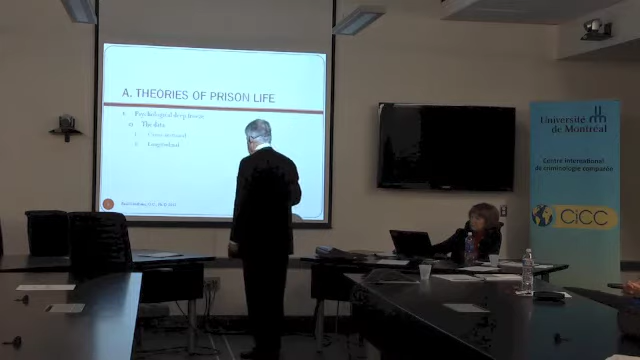 A. THEORIES OF PRISON LIFE
Psychological deep freeze
The data
Cross-sectional
Longitudinal
Université
de Montréal
Centre international
de criminologie comparée
CiCC